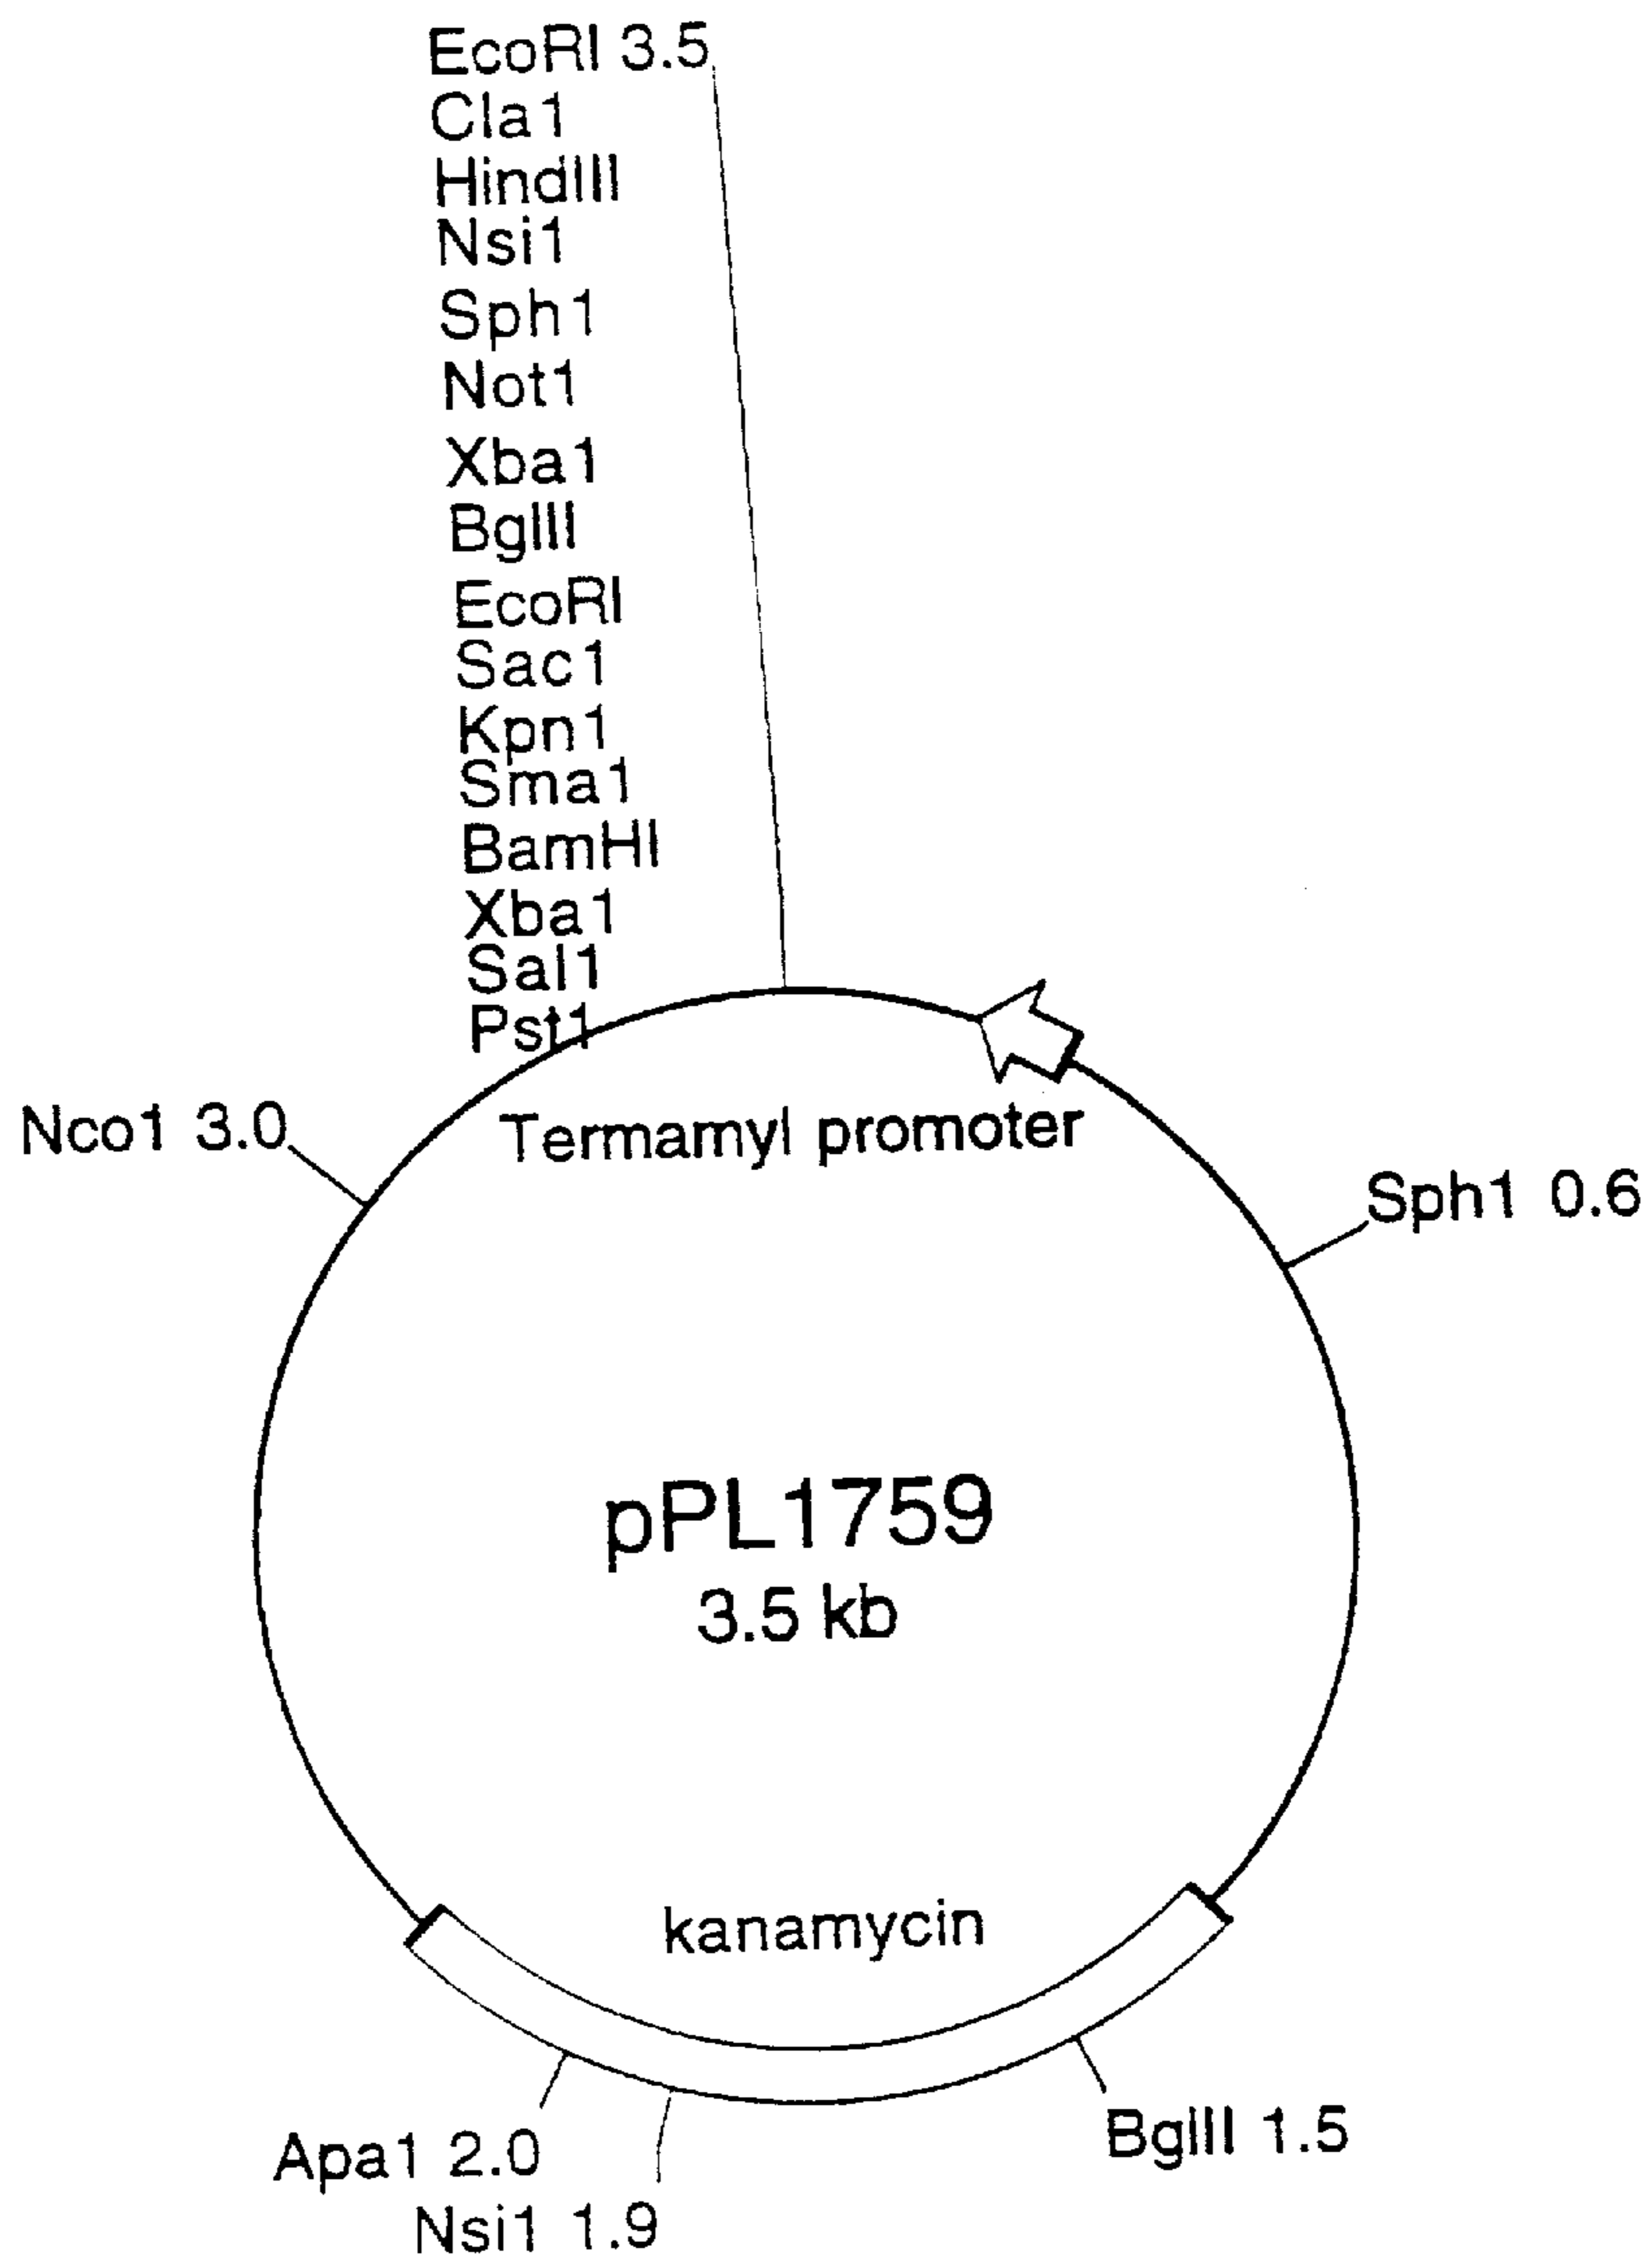 EcoRI 3.5
Cla1
HindIII
Nsi1
Sph1
Not1
Xba1
BglII
EcoRI
Sac1
Kpn1
Sma1
BamHI
Xba1
Sal1
Pst1
Nco1 3.0
Termamyl promoter
Sph1 0.6
pPL1759
3.5 kb
kanamycin
BglII 1.5
Apa1 2.0
Nsi1 1.9